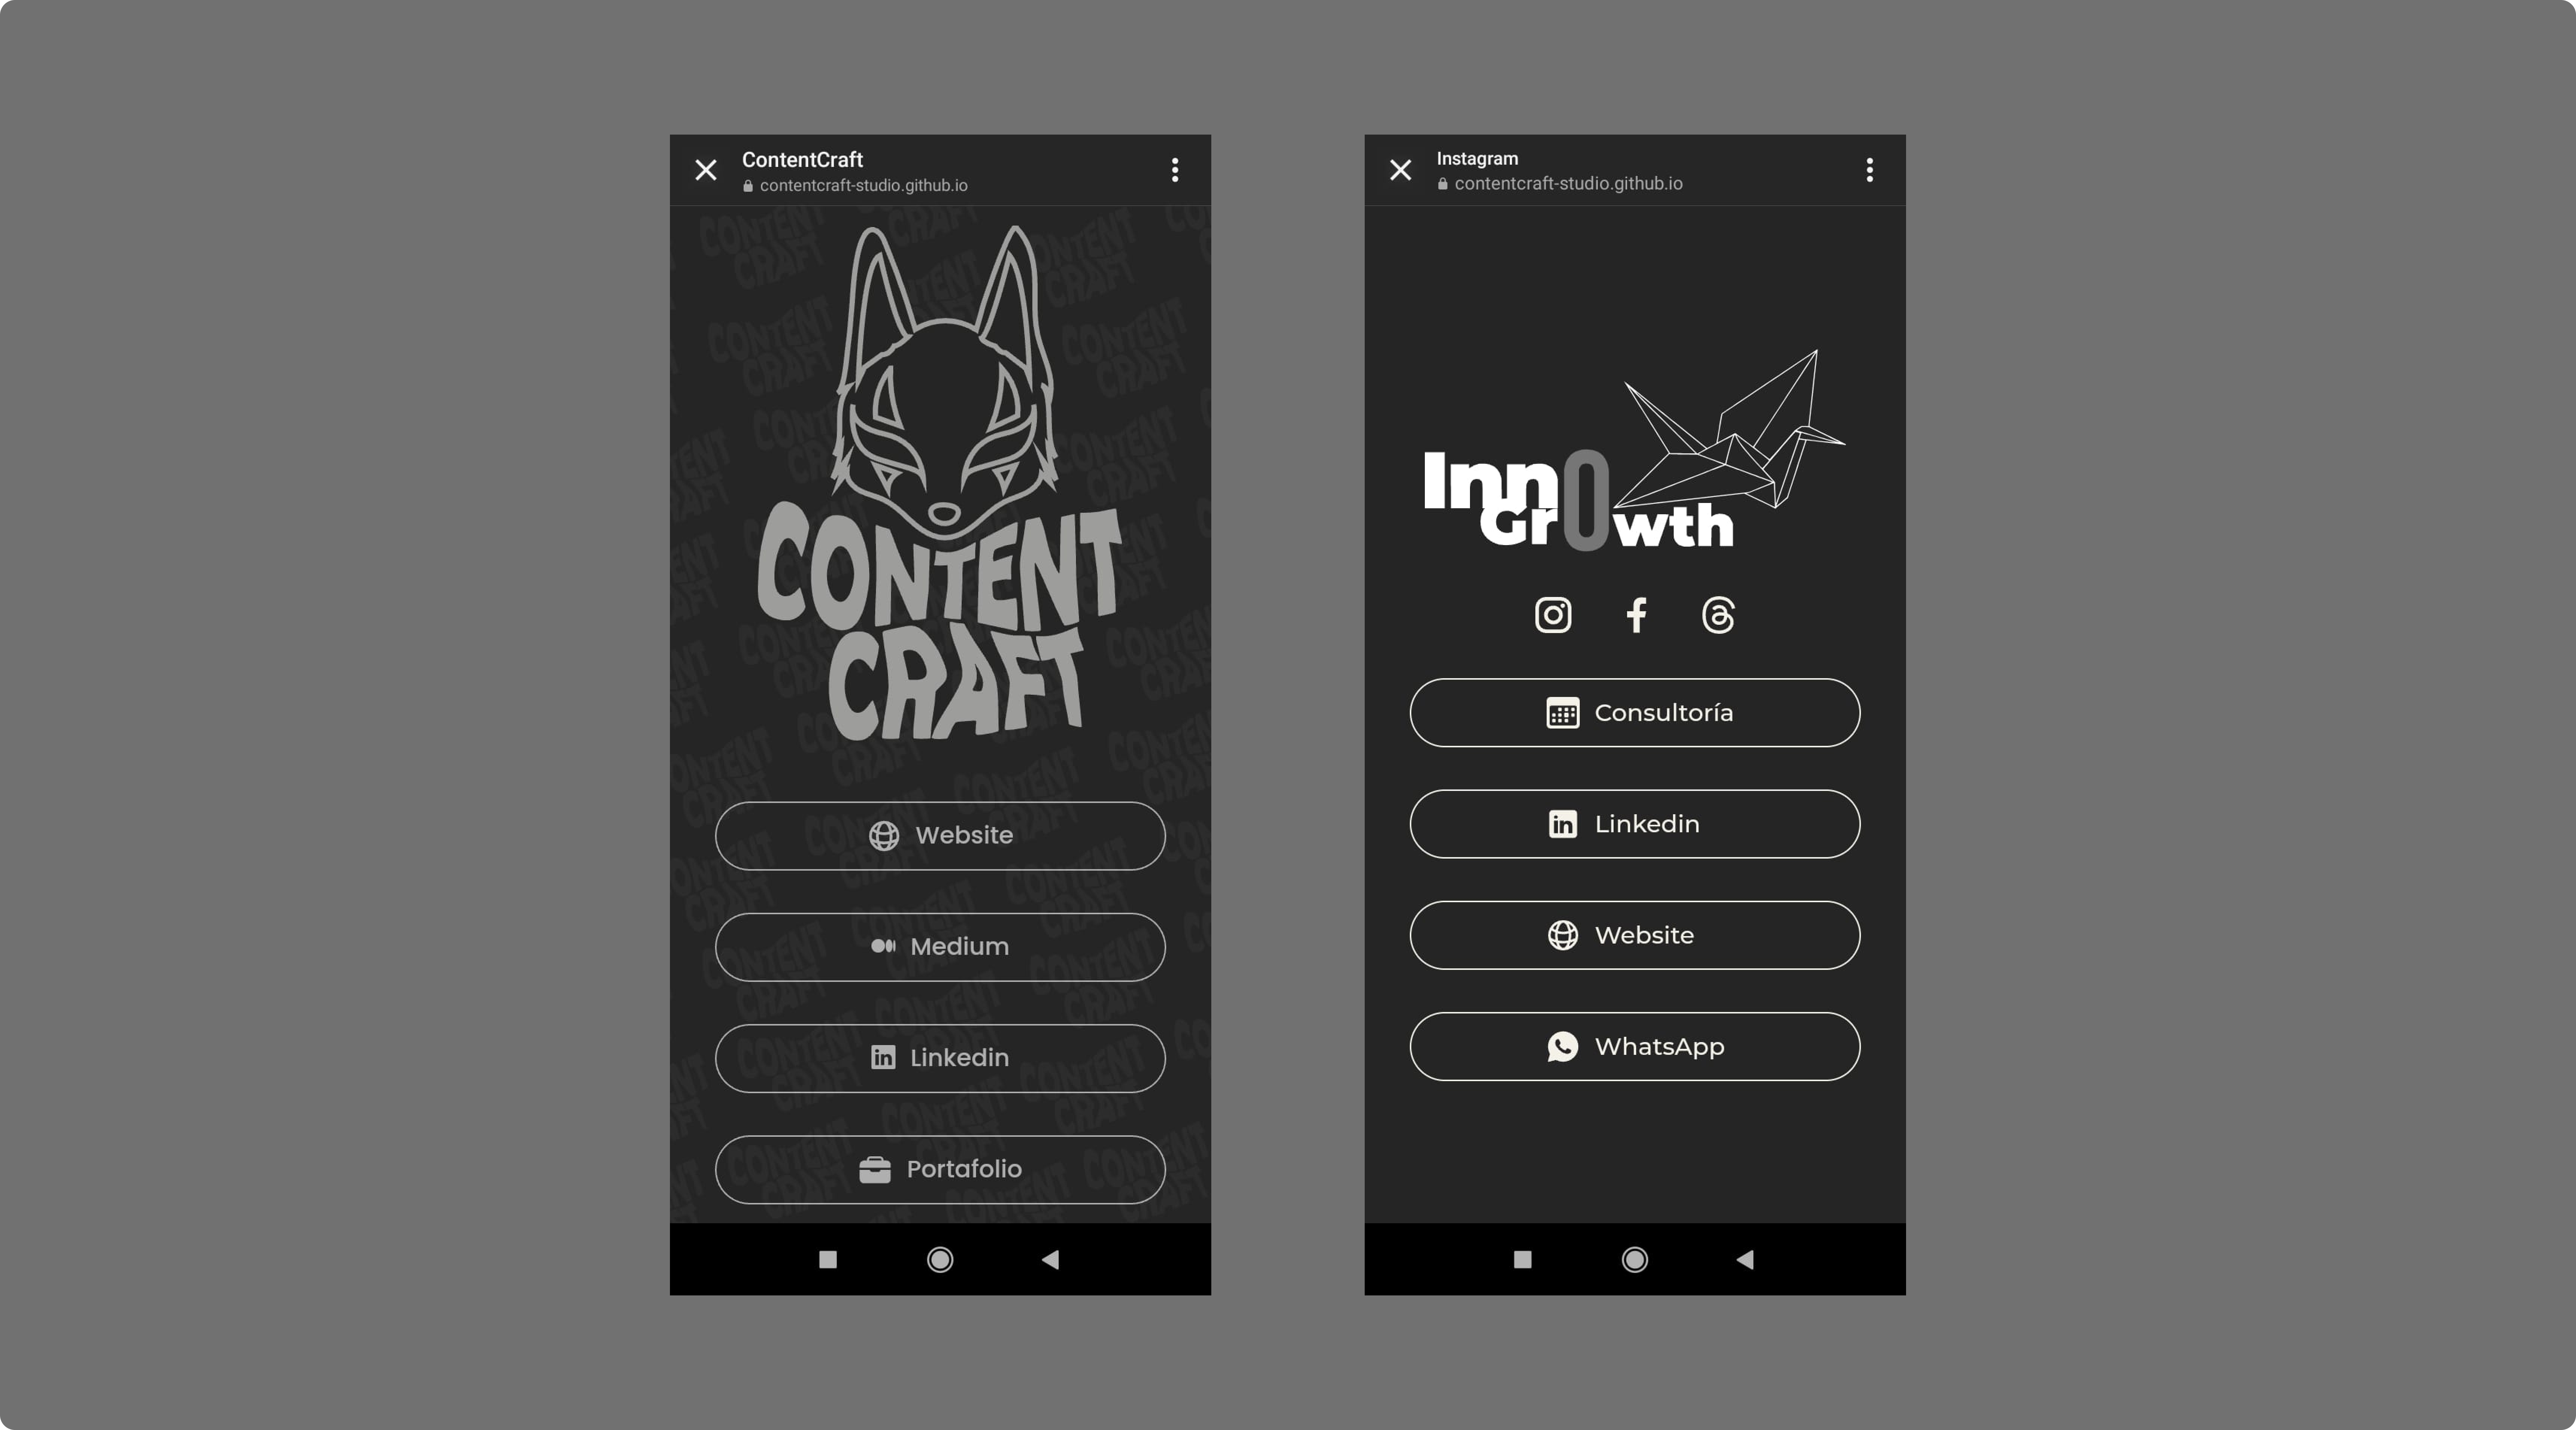 ContentCraft
contentcraft-studio.github.io
CONTENT
CRAFT
Website
Medium
Linkedin
Portafolio
Instagram
contentcraft-studio.github.io
Inn0
Gr0wth
Consultoría
Linkedin
Website
WhatsApp